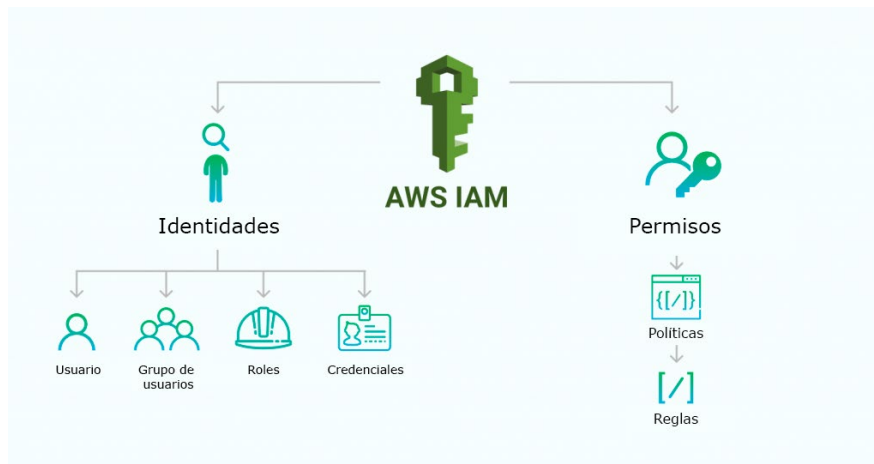 AWS IAM
Identidades
Permisos
{[/]}
Políticas
Usuario
Grupo de
usuarios
Roles
Credenciales
[/]
Reglas